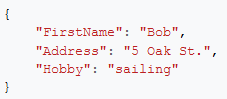 {
"FirstName": "Bob",
"Address": "5 Oak St.",
"Hobby": "sailing"
}